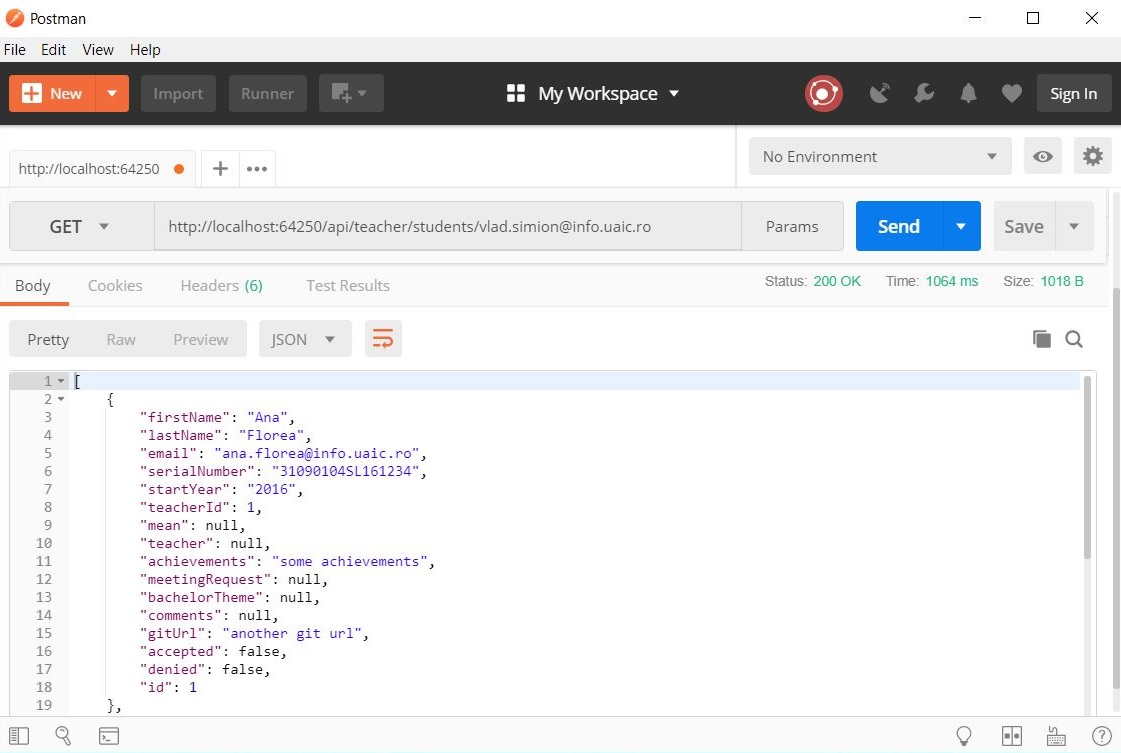 Postman
File Edit View Help
New Import Runner My Workspace Sign In
http://localhost:64250 No Environment
GET http://localhost:64250/api/teacher/students/vlad.simion@info.uaic.ro Params Send Save
Body Cookies Headers (6) Test Results Status: 200 OK Time: 1064 ms Size: 1018 B
Pretty Raw Preview JSON
1 [
2 {
3 "firstName": "Ana",
4 "lastName": "Florea",
5 "email": "ana.florea@info.uaic.ro",
6 "serialNumber": "31090104SL161234",
7 "startYear": "2016",
8 "teacherId": 1,
9 "mean": null,
10 "teacher": null,
11 "achievements": "some achievements",
12 "meetingRequest": null,
13 "bachelorTheme": null,
14 "comments": null,
15 "gitUrl": "another git url",
16 "accepted": false,
17 "denied": false,
18 "id": 1
19 },